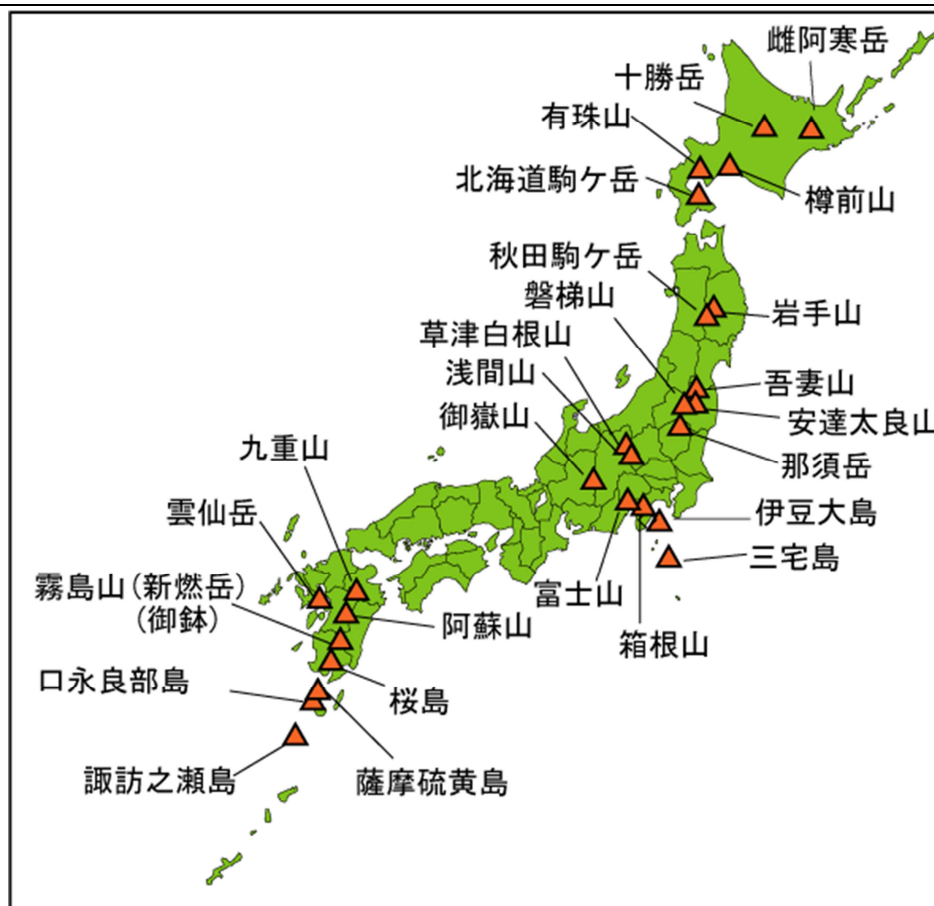 雌阿寒岳
十勝岳
有珠山
北海道駒ケ岳
樽前山
秋田駒ケ岳
磐梯山
岩手山
草津白根山
浅間山
吾妻山
御嶽山
安達太良山
九重山
那須岳
雲仙岳
伊豆大島
三宅島
霧島山(新燃岳)
(御鉢)
富士山
阿蘇山
箱根山
口永良部島
桜島
諏訪之瀬島
薩摩硫黄島